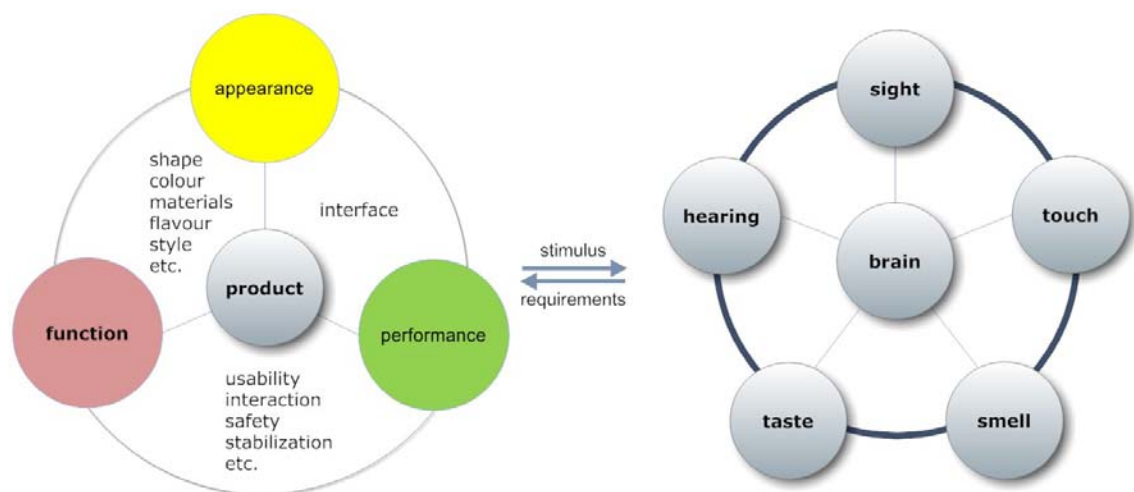 appearance
shape
colour
materials
flavour
style
etc.
interface
product
function
performance
usability
interaction
safety
stabilization
etc.
stimulus
requirements
sight
hearing
touch
brain
taste
smell